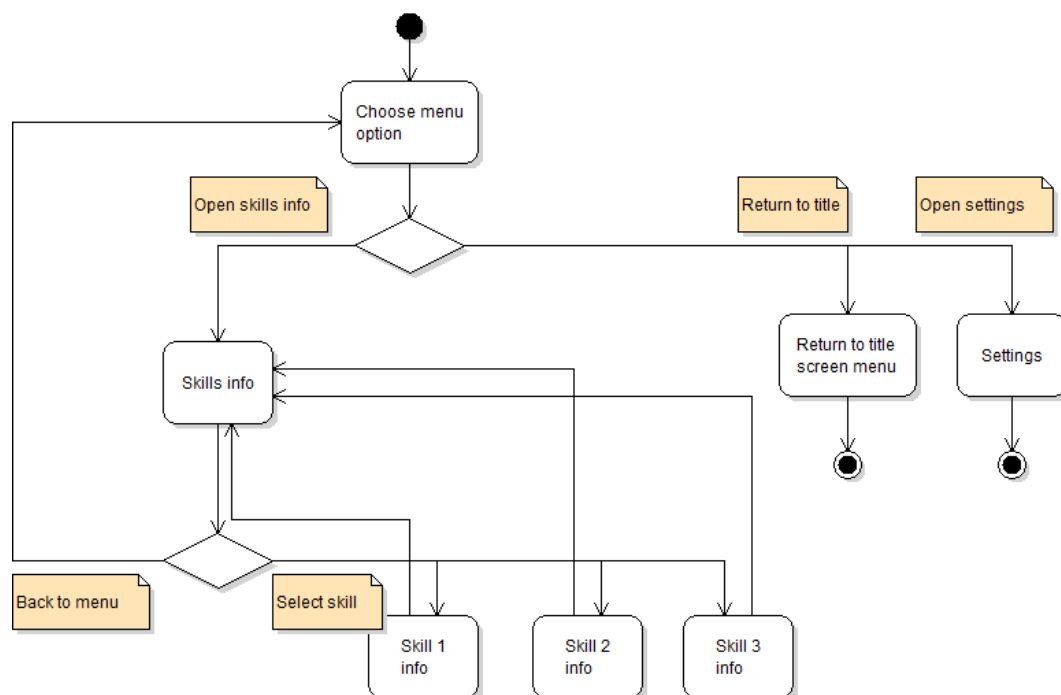 Choose menu
option
Open skills info
Return to title
Open settings
Return to title
screen menu
Settings
Skills info
Back to menu
Select skill
Skill 1
info
Skill 2
info
Skill 3
info